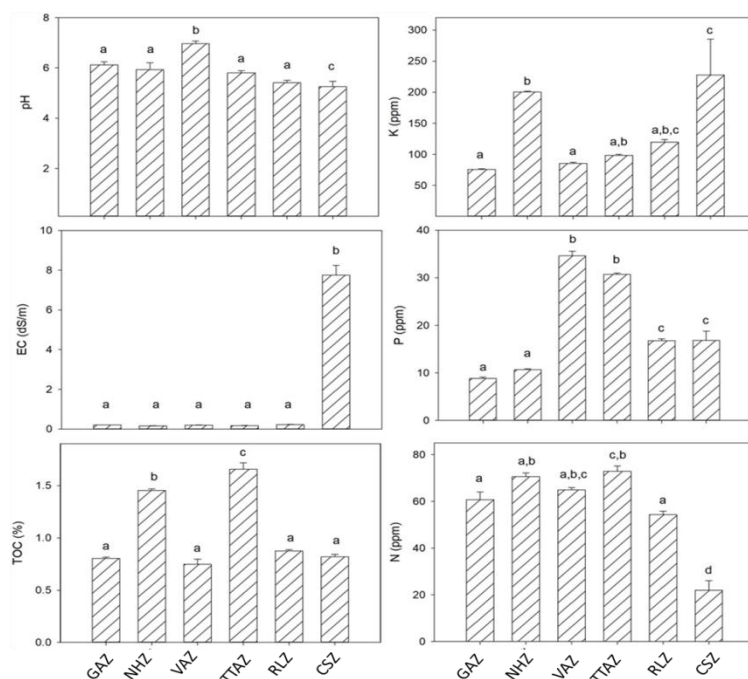 pH
8
6
4
2
a
a
b
a
a
c
K (ppm)
300
250
200
150
100
50
a
b
a
a,b
a,b,c
c
EC (dS/m)
10
8
6
4
2
0
a
a
a
a
a
b
P (ppm)
40
30
20
10
0
a
a
b
b
c
c
TOC (%)
1.5
1.0
0.5
0.0
a
b
a
c
a
a
N (ppm)
80
60
40
20
0
a
a,b
a,b,c
c,b
a
d
GAZ
NHZ
VAZ
TTAZ
RLZ
CSZ
GAZ
NHZ
VAZ
TTAZ
RLZ
CSZ